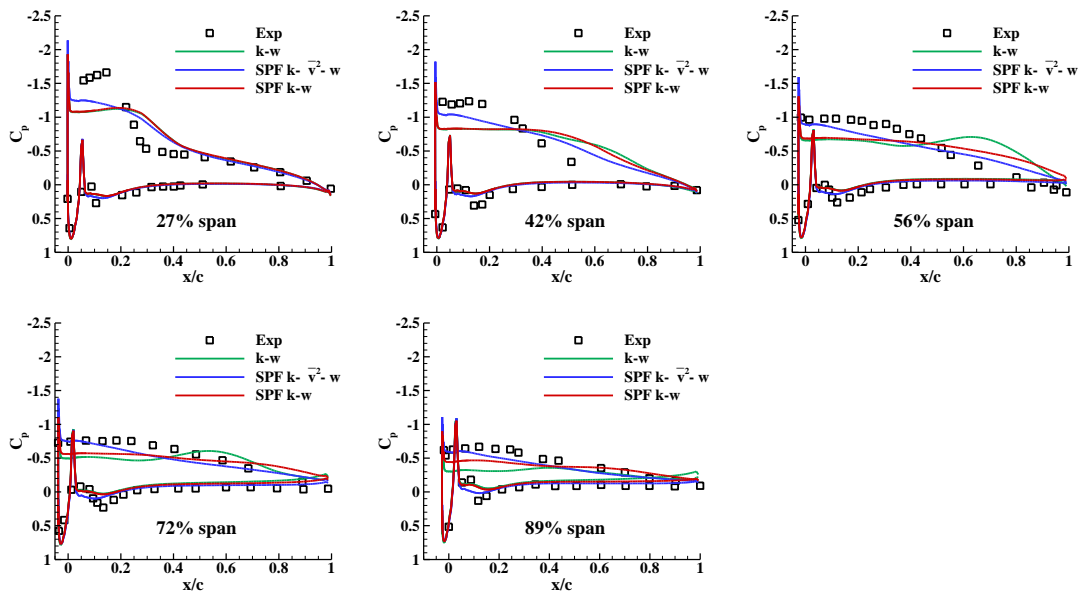 -2.5
-2
-1.5
-1
-0.5
0
0.5
1
C_p
Exp
k-w
SPF k- v̅²- w
SPF k-w
27% span
0 0.2 0.4 0.6 0.8 1
x/c
-2.5
-2
-1.5
-1
-0.5
0
0.5
1
C_p
Exp
k-w
SPF k- v̅²- w
SPF k-w
42% span
0 0.2 0.4 0.6 0.8 1
x/c
-2.5
-2
-1.5
-1
-0.5
0
0.5
1
C_p
Exp
k-w
SPF k- v̅²- w
SPF k-w
56% span
0 0.2 0.4 0.6 0.8 1
x/c
-2.5
-2
-1.5
-1
-0.5
0
0.5
1
C_p
Exp
k-w
SPF k- v̅²- w
SPF k-w
72% span
0 0.2 0.4 0.6 0.8 1
x/c
-2.5
-2
-1.5
-1
-0.5
0
0.5
1
C_p
Exp
k-w
SPF k- v̅²- w
SPF k-w
89% span
0 0.2 0.4 0.6 0.8 1
x/c